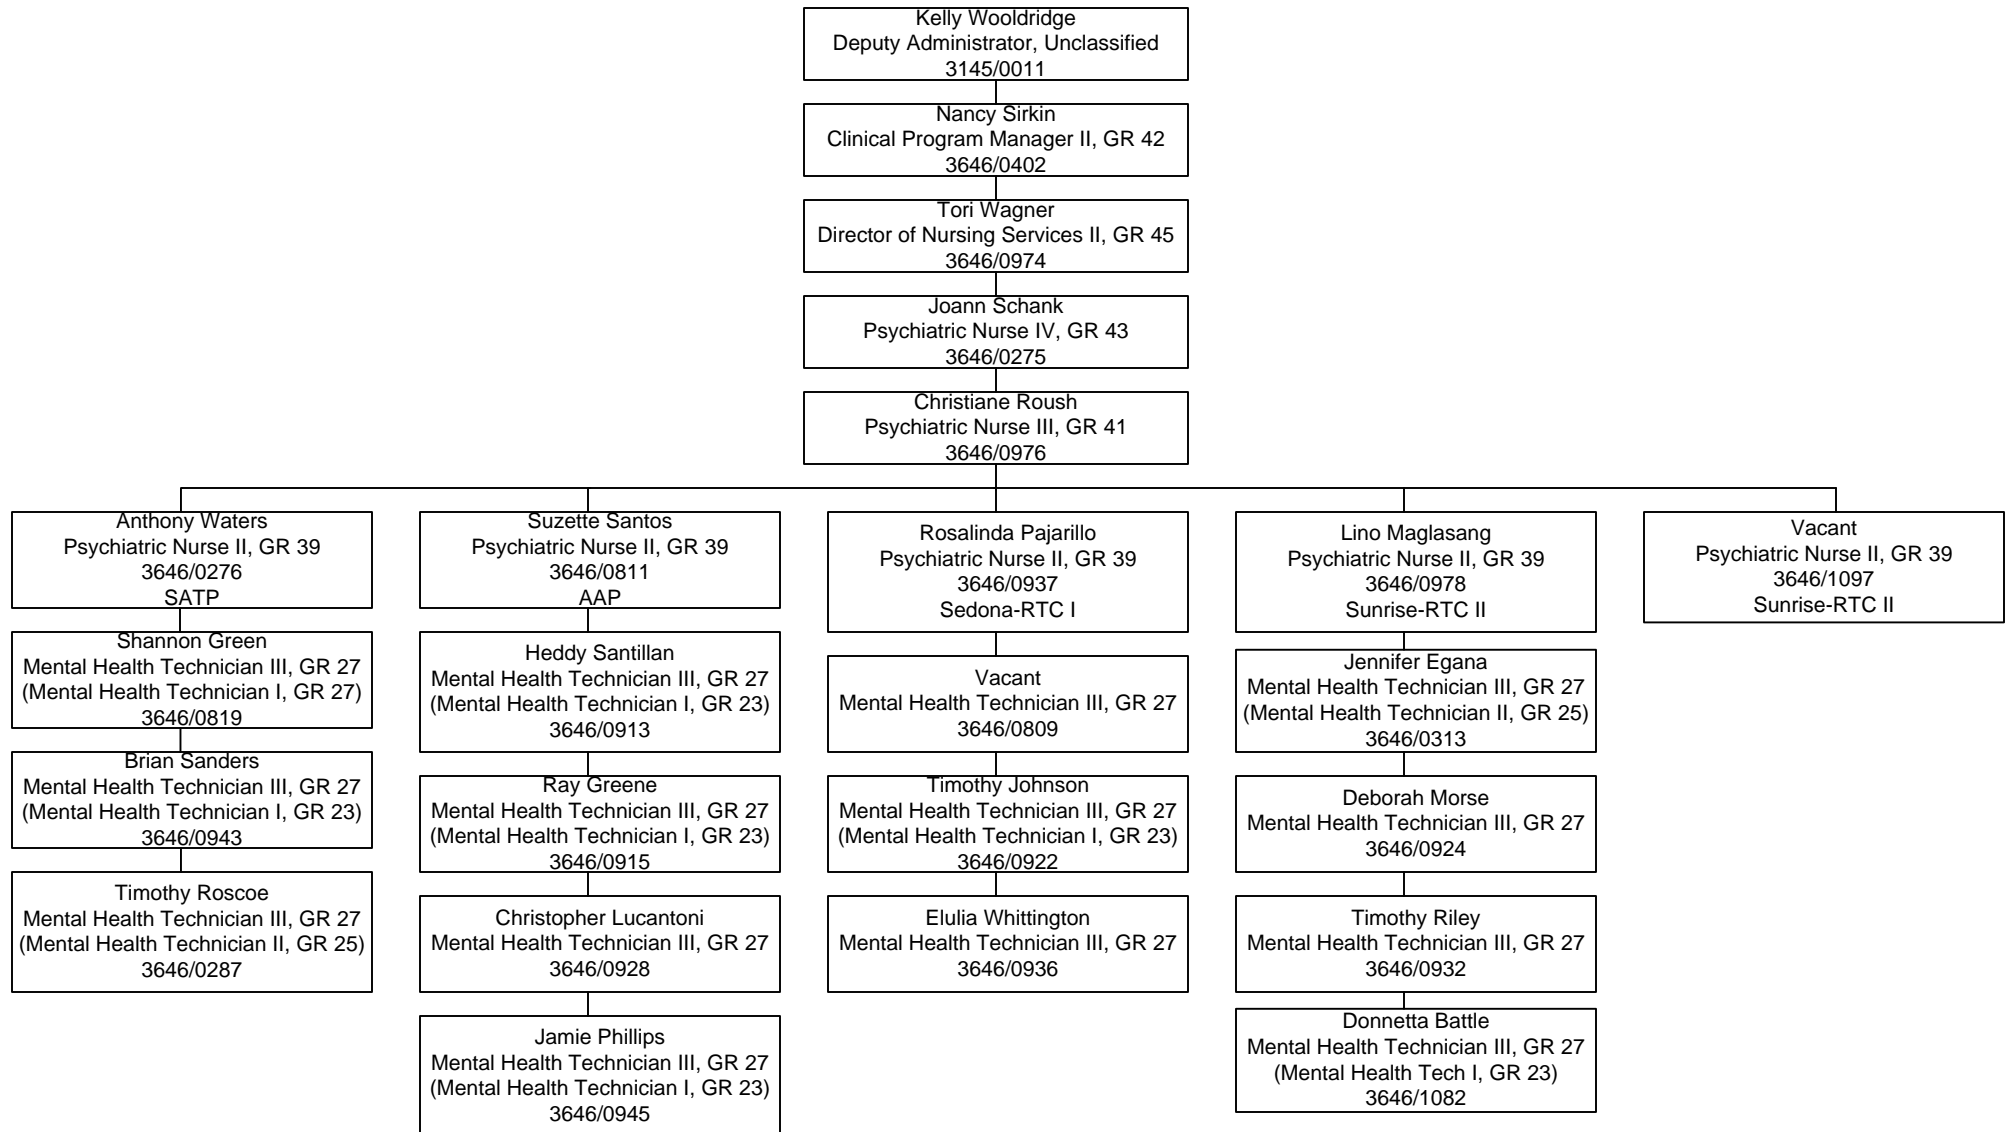 Kelly Wooldridge
Deputy Administrator, Unclassified
3145/0011
Nancy Sirkin
Clinical Program Manager II, GR 42
3646/0402
Tori Wagner
Director of Nursing Services II, GR 45
3646/0974
Joann Schank
Psychiatric Nurse IV, GR 43
3646/0275
Christiane Roush
Psychiatric Nurse III, GR 41
3646/0976
Anthony Waters
Psychiatric Nurse II, GR 39
3646/0276
SATP
Shannon Green
Mental Health Technician III, GR 27
(Mental Health Technician I, GR 27)
3646/0819
Brian Sanders
Mental Health Technician III, GR 27
(Mental Health Technician I, GR 23)
3646/0943
Timothy Roscoe
Mental Health Technician III, GR 27
(Mental Health Technician II, GR 25)
3646/0287
Suzette Santos
Psychiatric Nurse II, GR 39
3646/0811
AAP
Heddy Santillan
Mental Health Technician III, GR 27
(Mental Health Technician I, GR 23)
3646/0913
Ray Greene
Mental Health Technician III, GR 27
(Mental Health Technician I, GR 23)
3646/0915
Christopher Lucantoni
Mental Health Technician III, GR 27
3646/0928
Jamie Phillips
Mental Health Technician III, GR 27
(Mental Health Technician I, GR 23)
3646/0945
Rosalinda Pajarillo
Psychiatric Nurse II, GR 39
3646/0937
Sedona-RTC I
Vacant
Mental Health Technician III, GR 27
3646/0809
Timothy Johnson
Mental Health Technician III, GR 27
(Mental Health Technician I, GR 23)
3646/0922
Elulia Whittington
Mental Health Technician III, GR 27
3646/0936
Lino Maglasang
Psychiatric Nurse II, GR 39
3646/0978
Sunrise-RTC II
Jennifer Egana
Mental Health Technician III, GR 27
(Mental Health Technician II, GR 25)
3646/0313
Deborah Morse
Mental Health Technician III, GR 27
3646/0924
Timothy Riley
Mental Health Technician III, GR 27
3646/0932
Donnetta Battle
Mental Health Technician III, GR 27
(Mental Health Tech I, GR 23)
3646/1082
Vacant
Psychiatric Nurse II, GR 39
3646/1097
Sunrise-RTC II